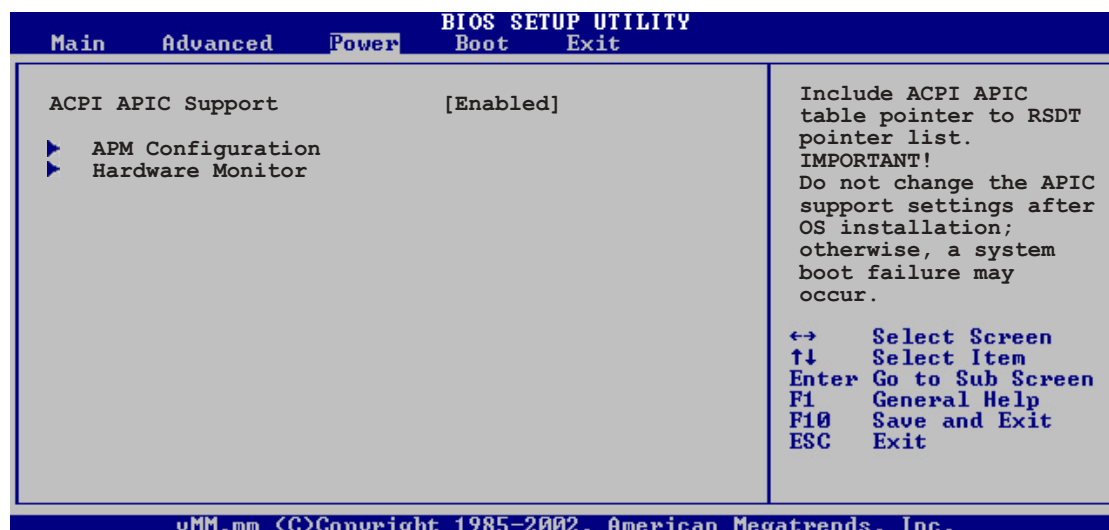 BIOS SETUP UTILITY
Main Advanced Power Boot Exit
ACPI APIC Support [Enabled]
APM Configuration
Hardware Monitor
Include ACPI APIC
table pointer to RSDT
pointer list.
IMPORTANT!
Do not change the APIC
support settings after
OS installation;
otherwise, a system
boot failure may
occur.
←→ Select Screen
↑↓ Select Item
Enter Go to Sub Screen
F1 General Help
F10 Save and Exit
ESC Exit
vMM.mm (C)Copyright 1985-2002, American Megatrends, Inc.